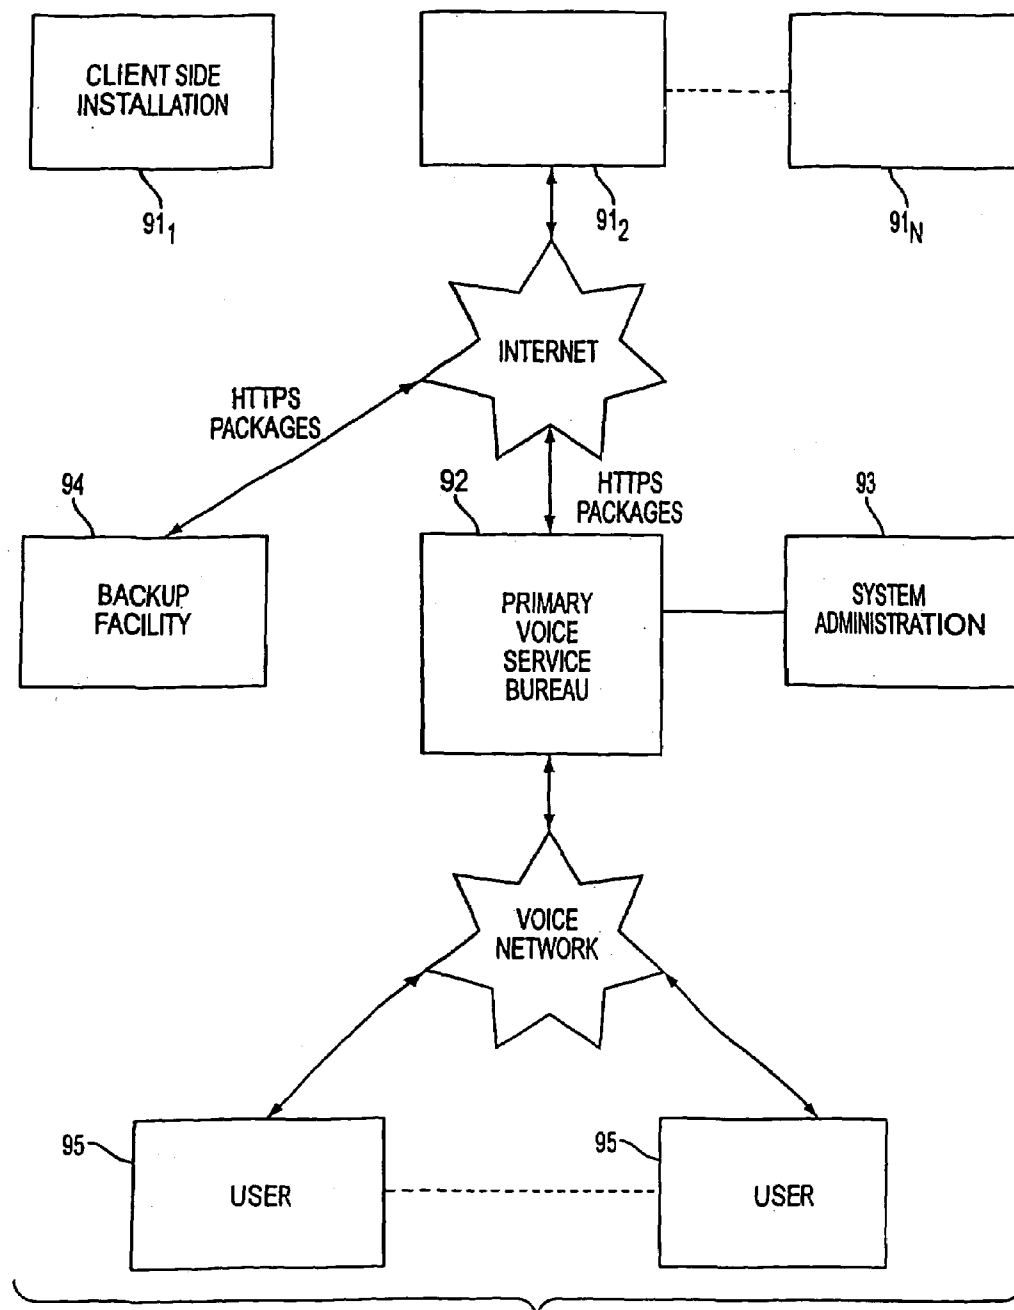 CLIENT SIDE
INSTALLATION
91₁
91₂
91N
INTERNET
HTTPS
PACKAGES
HTTPS
PACKAGES
94
92
93
BACKUP
FACILITY
PRIMARY
VOICE
SERVICE
BUREAU
SYSTEM
ADMINISTRATION
VOICE
NETWORK
95
USER
95
USER